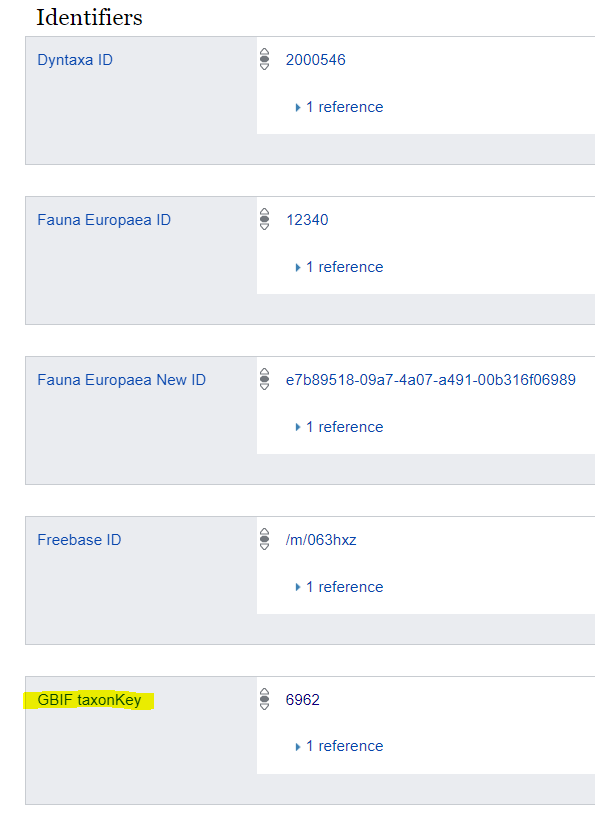 Identifiers
Dyntaxa ID
2000546
1 reference
Fauna Europaea ID
12340
1 reference
Fauna Europaea New ID
e7b89518-09a7-4a07-a491-00b316f06989
1 reference
Freebase ID
/m/063hxz
1 reference
GBIF taxonKey
6962
1 reference